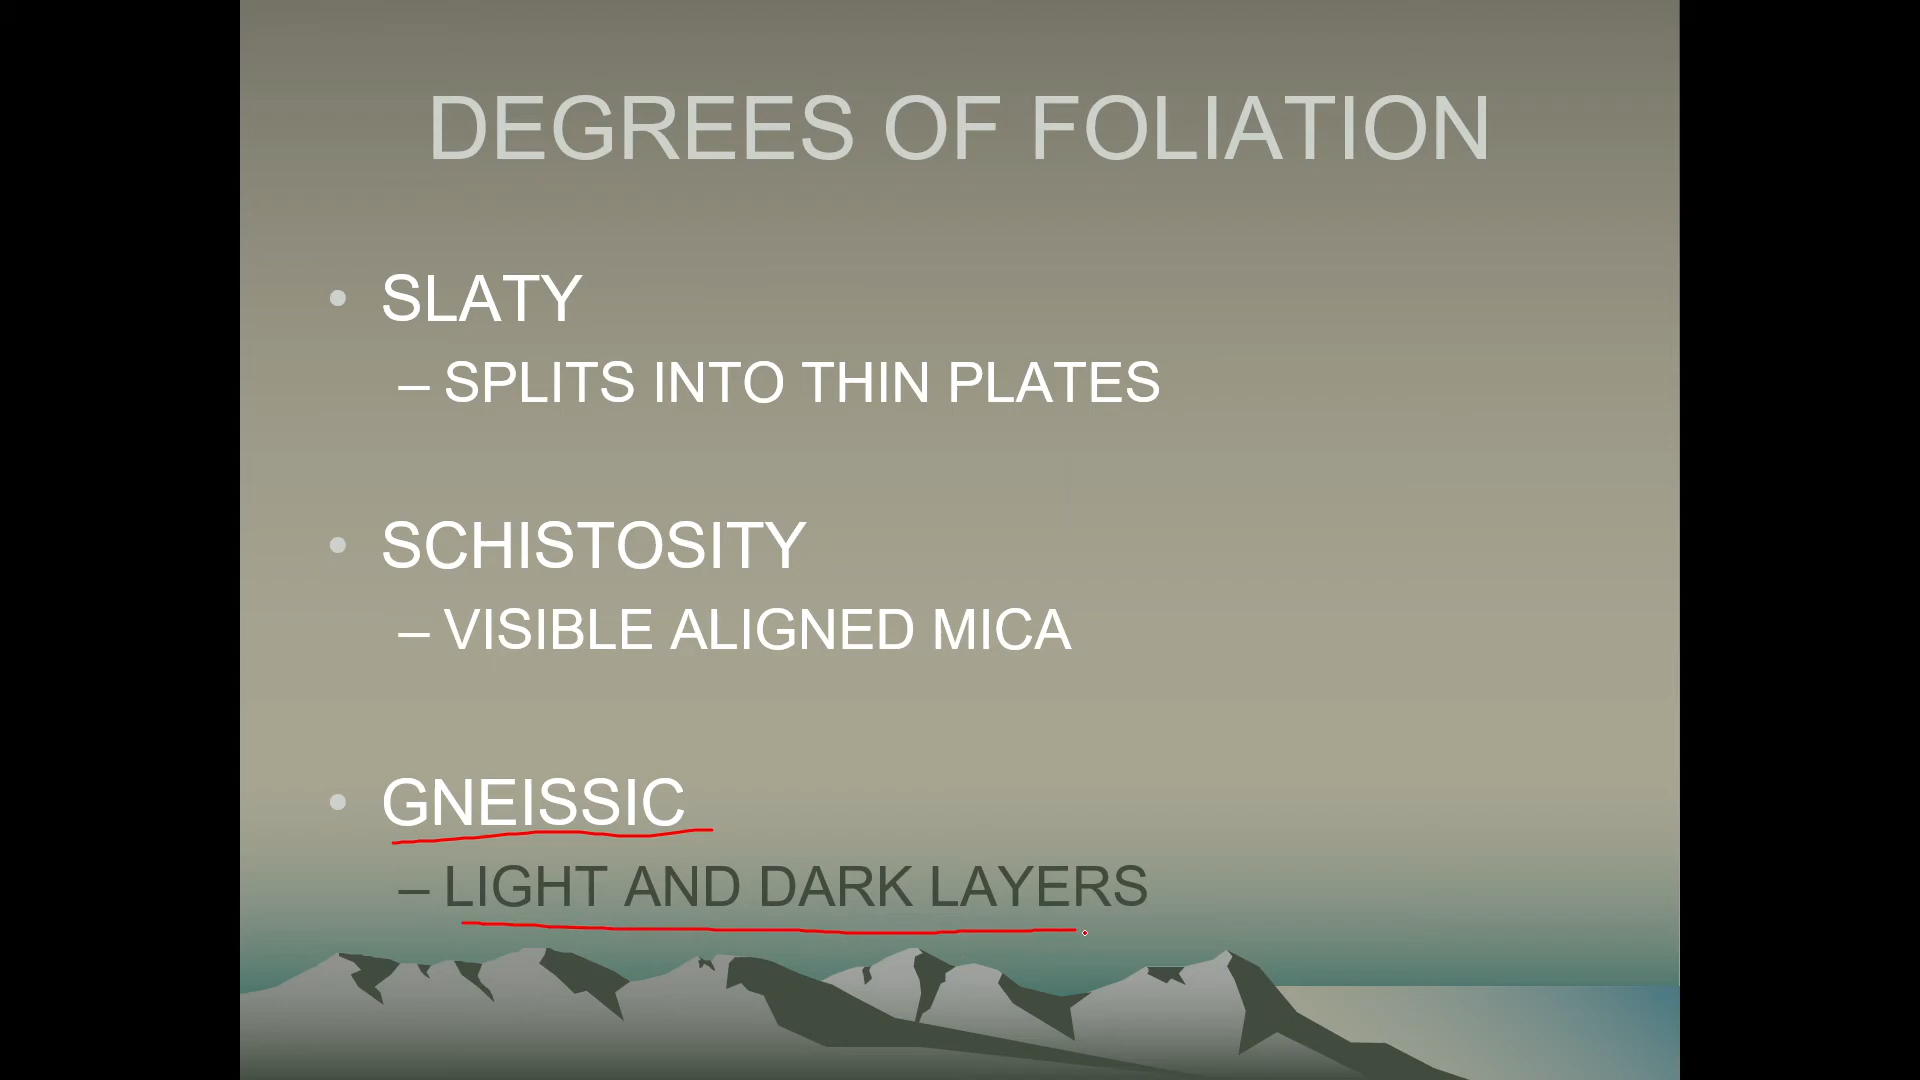 DEGREES OF FOLIATION
• SLATY
– SPLITS INTO THIN PLATES
• SCHISTOSITY
– VISIBLE ALIGNED MICA
• GNEISSIC
– LIGHT AND DARK LAYERS